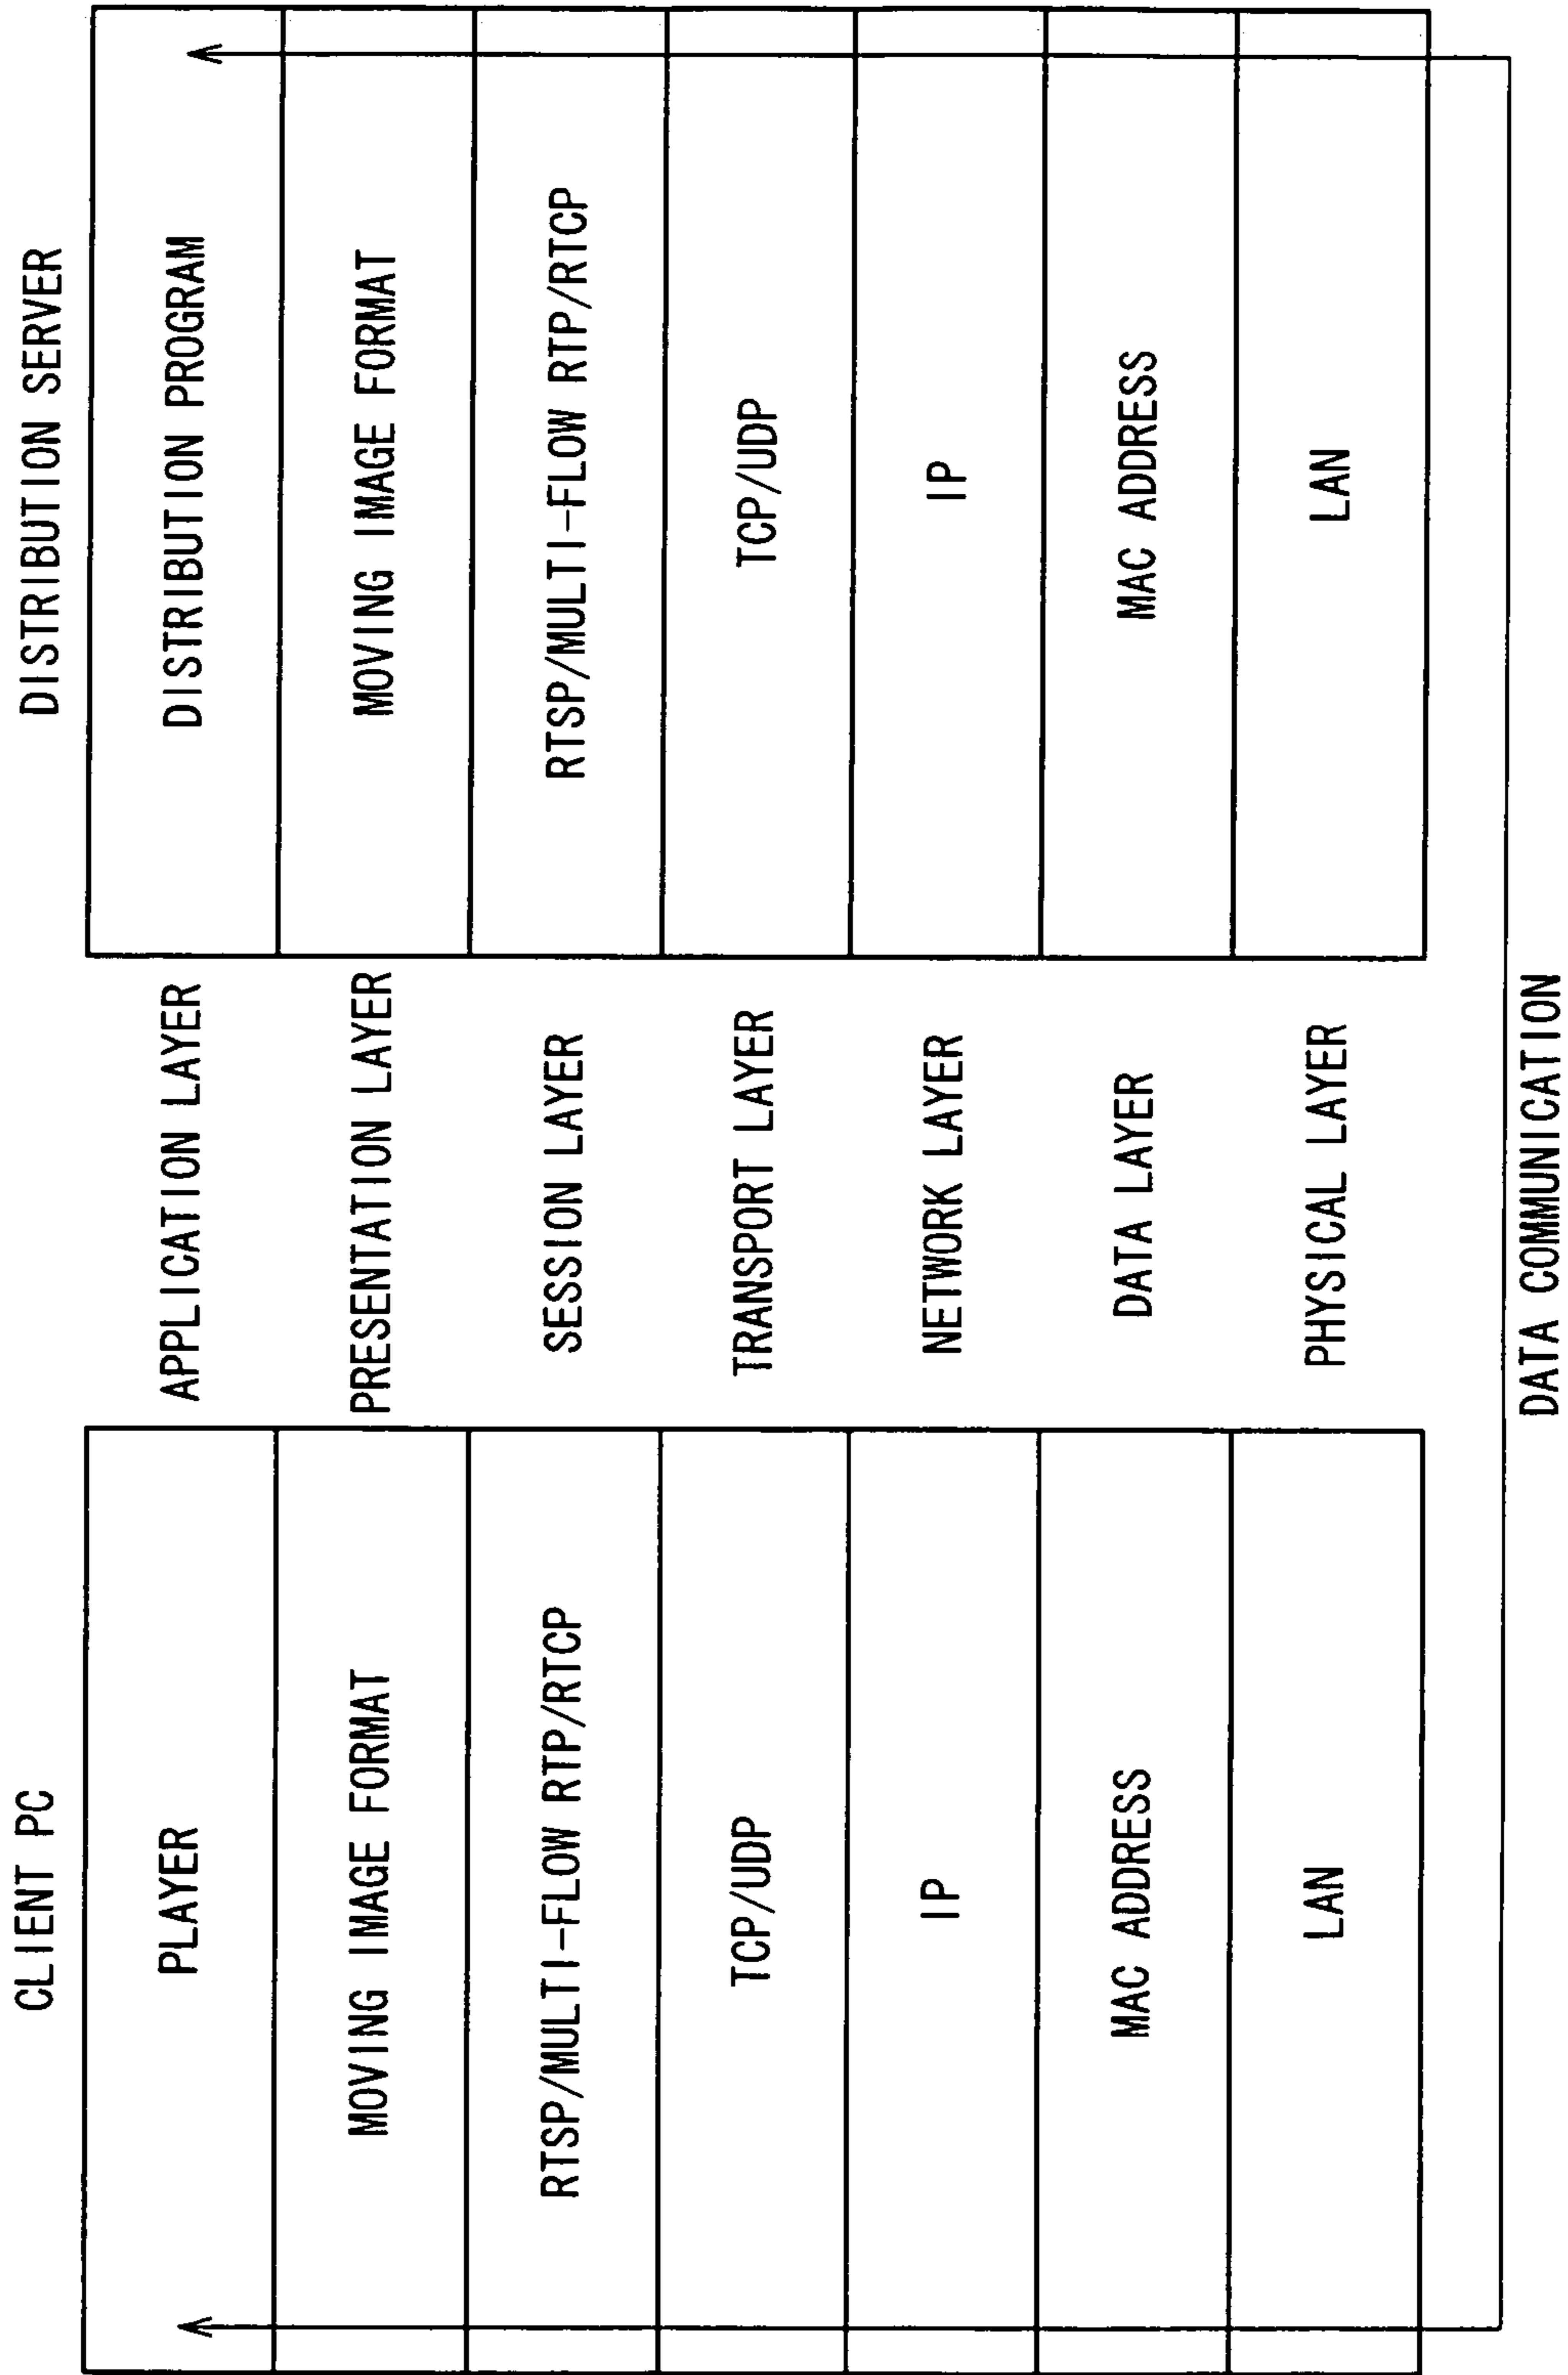 CLIENT PC
DISTRIBUTION SERVER
PLAYER
APPLICATION LAYER
DISTRIBUTION PROGRAM
MOVING IMAGE FORMAT
PRESENTATION LAYER
MOVING IMAGE FORMAT
RTSP/MULTI-FLOW RTP/RTCP
SESSION LAYER
RTSP/MULTI-FLOW RTP/RTCP
TCP/UDP
TRANSPORT LAYER
TCP/UDP
IP
NETWORK LAYER
IP
MAC ADDRESS
DATA LAYER
MAC ADDRESS
LAN
PHYSICAL LAYER
LAN
DATA COMMUNICATION